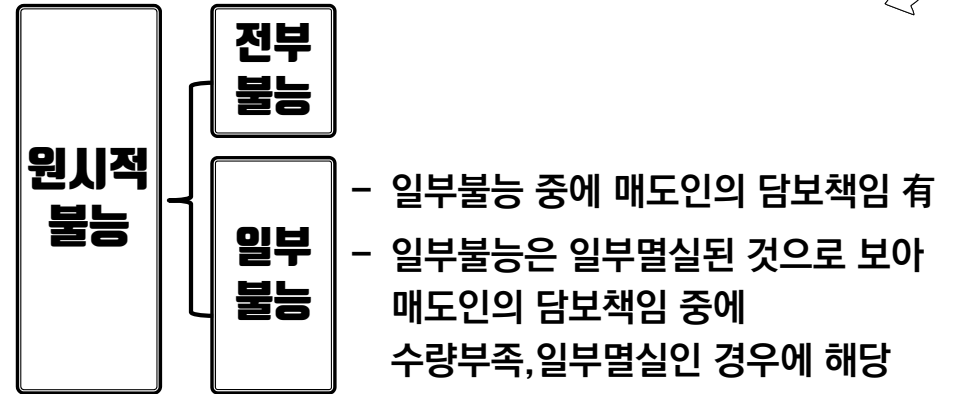 원시적
불능
전부
불능
일부
불능
- 일부불능 중에 매도인의 담보책임 有
- 일부불능은 일부멸실된 것으로 보아
매도인의 담보책임 중에
수량부족,일부멸실인 경우에 해당